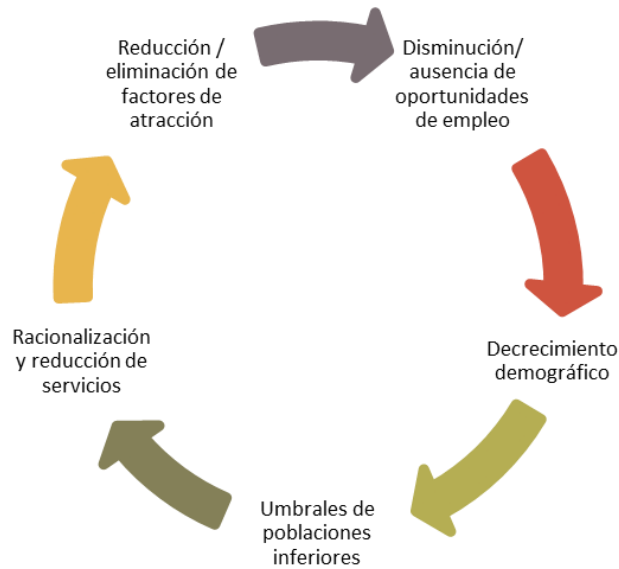 Reducción /
eliminación de
factores de
atracción
Disminución/
ausencia de
oportunidades
de empleo
Decrecimiento
demográfico
Umbrales de
poblaciones
inferiores
Racionalización
y reducción de
servicios